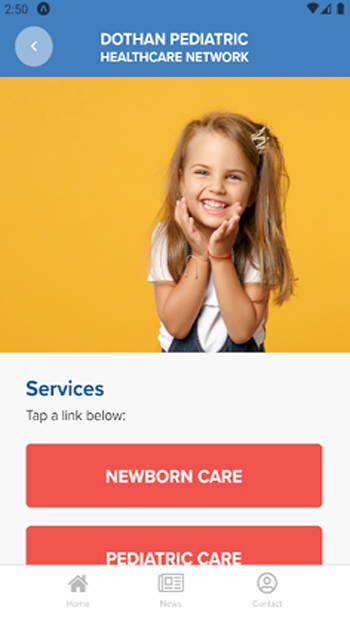 2:50
DOTHAN PEDIATRIC
HEALTHCARE NETWORK
Services
Tap a link below:
NEWBORN CARE
PEDIATRIC CARE
Home
News
Contact